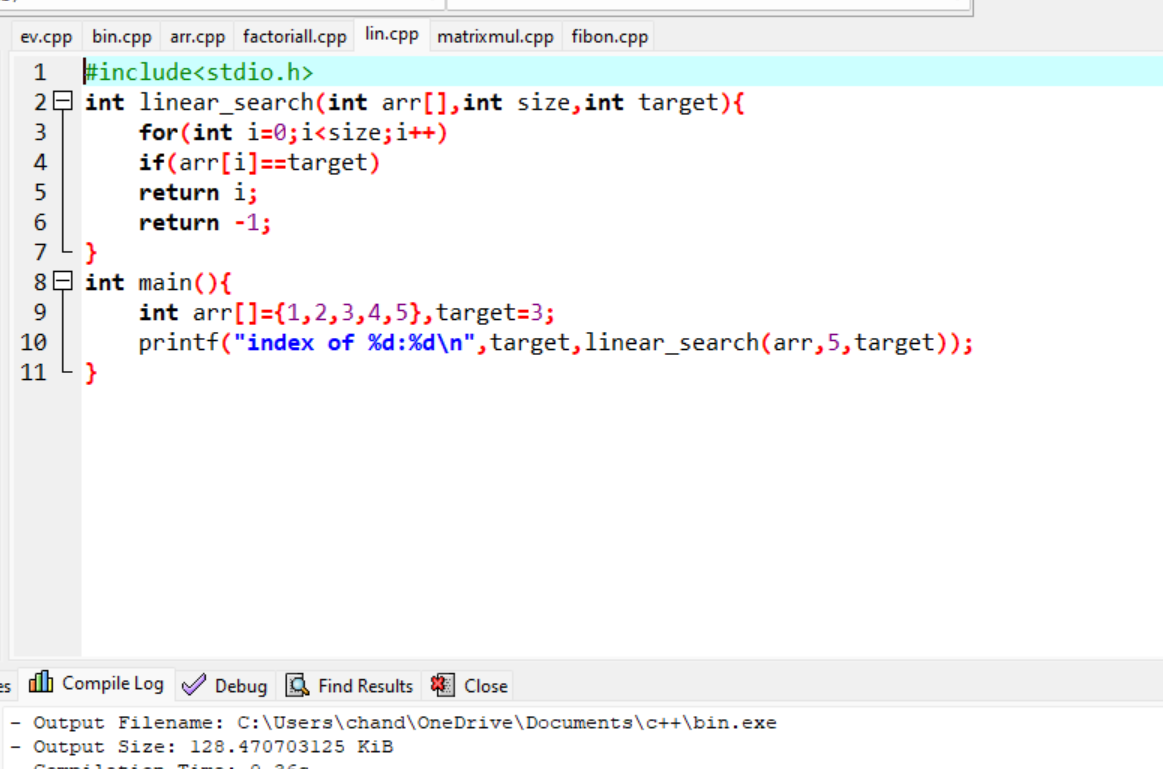 ev.cpp bin.cpp arr.cpp factoriall.cpp lin.cpp matrixmul.cpp fibon.cpp
1 #include<stdio.h>
2 int linear_search(int arr[],int size,int target){
3 for(int i=0;i<size;i++)
4 if(arr[i]==target)
5 return i;
6 return -1;
7 }
8 int main(){
9 int arr[]={1,2,3,4,5},target=3;
10 printf("index of %d:%d\n",target,linear_search(arr,5,target));
11 }
es Compile Log Debug Find Results Close
- Output Filename: C:\Users\chand\OneDrive\Documents\c++\bin.exe
- Output Size: 128.470703125 KiB
- Compilation Time: